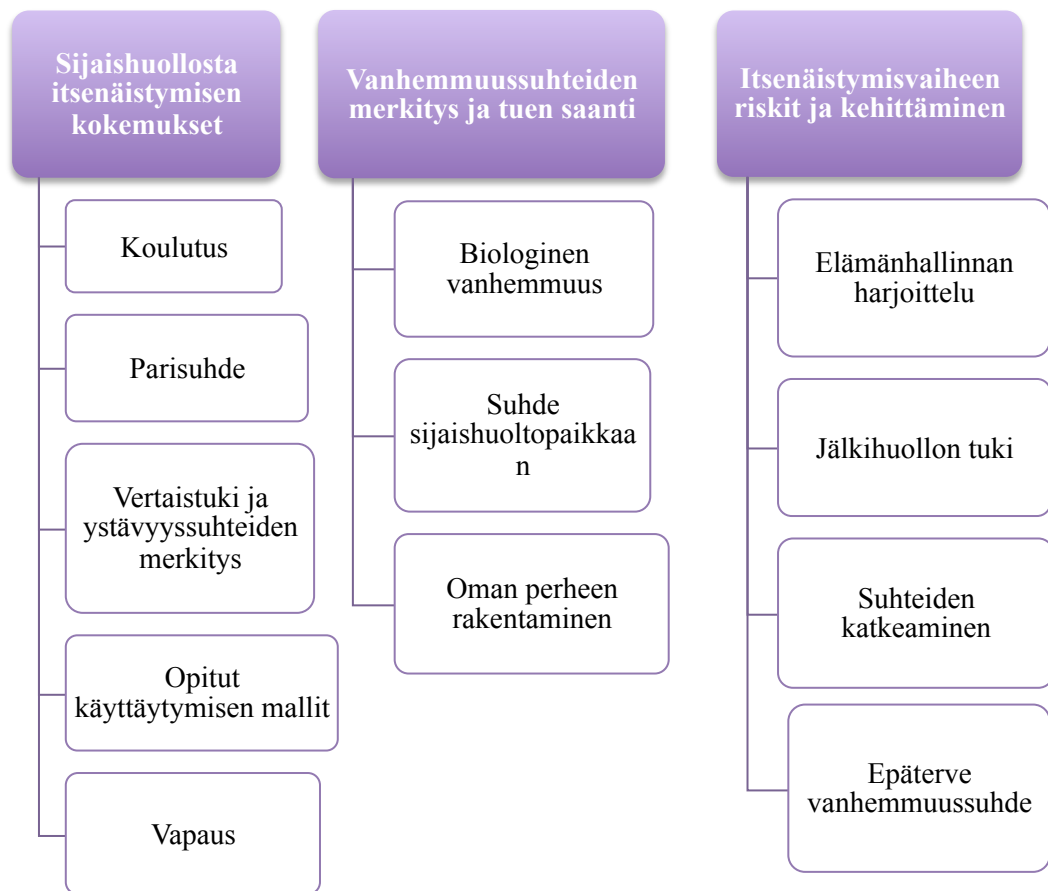 Sijaishuollosta
itsenäistymisen
kokemukset
Koulutus
Parisuhde
Vertaistuki ja
ystävyyssuhteiden
merkitys
Opitut
käyttäytymisen mallit
Vapaus
Vanhemmuussuhteiden
merkitys ja tuen saanti
Biologinen
vanhemmuus
Suhde
sijaishuoltopaikkaa
n
Oman perheen
rakentaminen
Itsenäistymisvaiheen
riskit ja kehittäminen
Elämänhallinnan
harjoittelu
Jälkihuollon tuki
Suhteiden
katkeaminen
Epäterve
vanhemmuussuhde